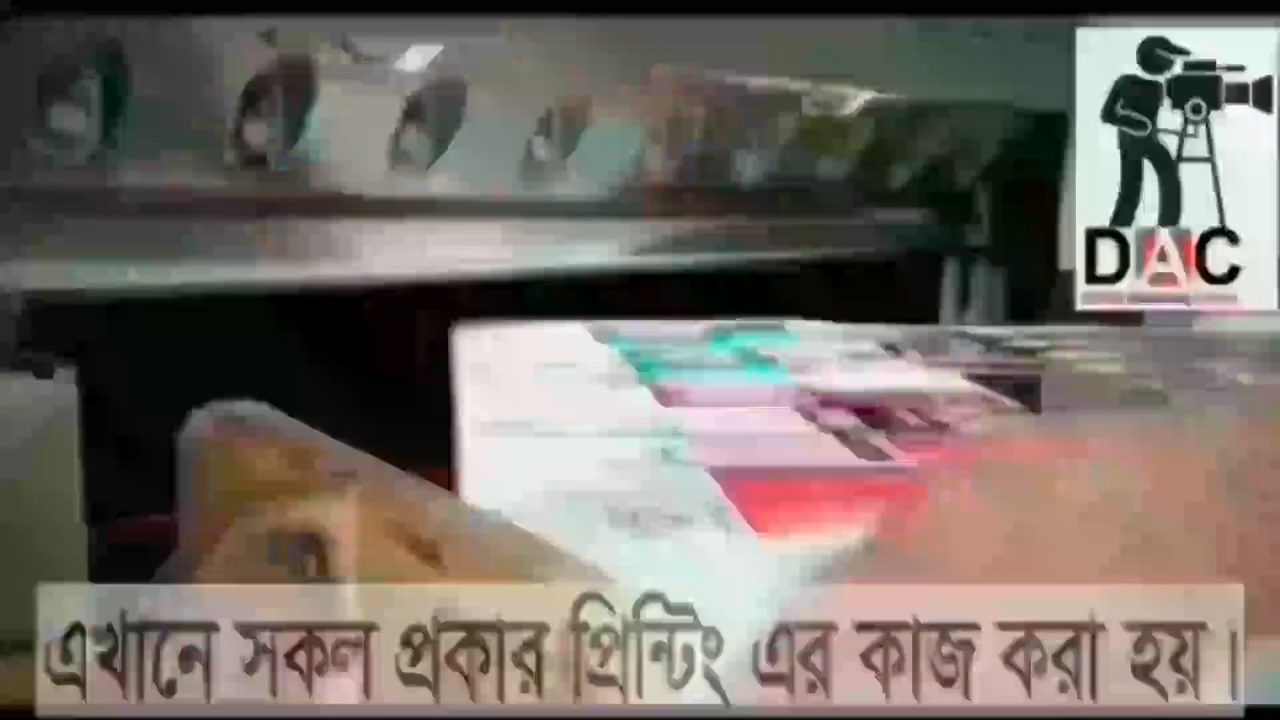 DAC
এখানে সকল প্রকার প্রিন্টিং এর কাজ করা হয়।